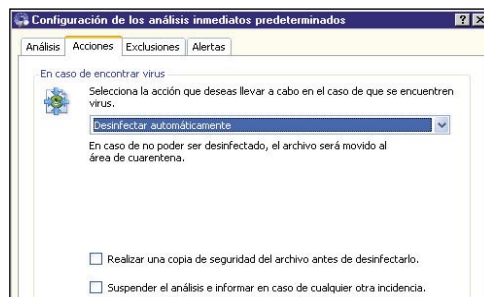 Configuración de los análisis inmediatos predeterminados
Análisis Acciones Exclusiones Alertas
En caso de encontrar virus
Selecciona la acción que deseas llevar a cabo en el caso de que se encuentren
virus.
Desinfectar automáticamente
En caso de no poder ser desinfectado, el archivo será movido al
área de cuarentena.
Realizar una copia de seguridad del archivo antes de desinfectarlo.
Suspender el análisis e informar en caso de cualquier otra incidencia.